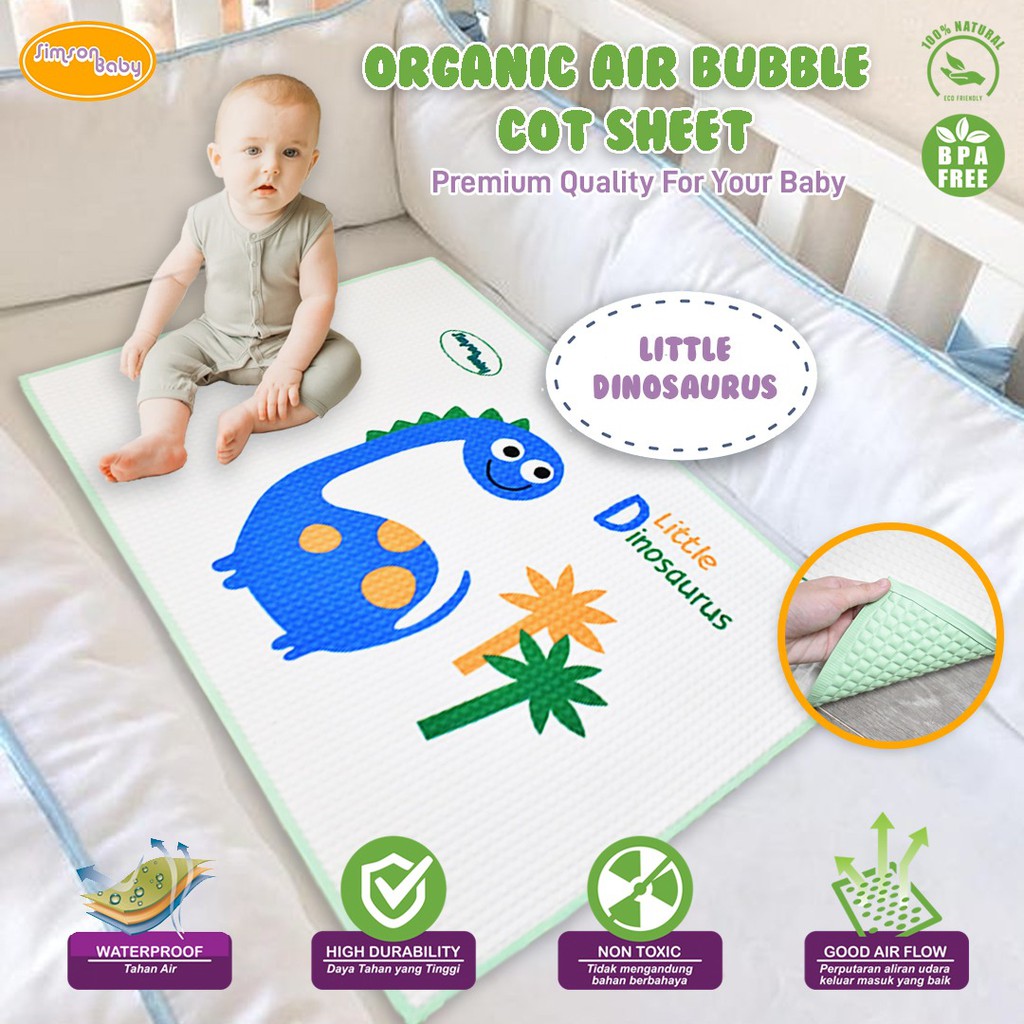 Simson
Baby
ORGANIC AIR BUBBLE
COT SHEET
Premium Quality For Your Baby
100% NATURAL
ECO FRIENDLY
BPA
FREE
LITTLE
DINOSAURUS
Little
Dinosaurus
WATERPROOF
Tahan Air
HIGH DURABILITY
Daya Tahan yang Tinggi
NON TOXIC
Tidak mengandung
bahan berbahaya
GOOD AIR FLOW
Perputaran aliran udara
keluar masuk yang baik